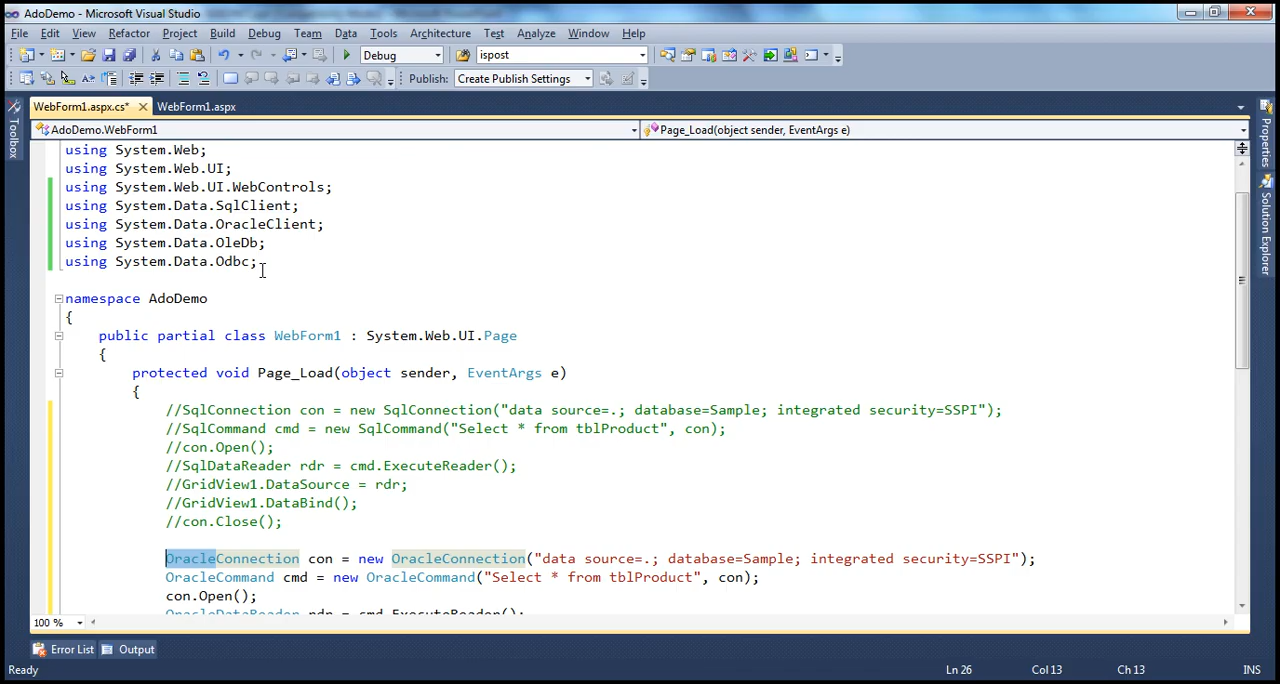 AdoDemo - Microsoft Visual Studio
File Edit View Refactor Project Build Debug Team Data Tools Architecture Test Analyze Window Help
Debug ispost
Publish: Create Publish Settings
WebForm1.aspx.cs* WebForm1.aspx
AdoDemo.WebForm1 Page_Load(object sender, EventArgs e)
Toolbox
Properties
Solution Explorer
using System.Web;
using System.Web.UI;
using System.Web.UI.WebControls;
using System.Data.SqlClient;
using System.Data.OracleClient;
using System.Data.OleDb;
using System.Data.Odbc;
namespace AdoDemo
{
public partial class WebForm1 : System.Web.UI.Page
{
protected void Page_Load(object sender, EventArgs e)
{
//SqlConnection con = new SqlConnection("data source=.; database=Sample; integrated security=SSPI");
//SqlCommand cmd = new SqlCommand("Select * from tblProduct", con);
//con.Open();
//SqlDataReader rdr = cmd.ExecuteReader();
//GridView1.DataSource = rdr;
//GridView1.DataBind();
//con.Close();
OracleConnection con = new OracleConnection("data source=.; database=Sample; integrated security=SSPI");
OracleCommand cmd = new OracleCommand("Select * from tblProduct", con);
con.Open();
OracleDataReader rdr = cmd.ExecuteReader();
100 %
Error List Output
Ready Ln 26 Col 13 Ch 13 INS